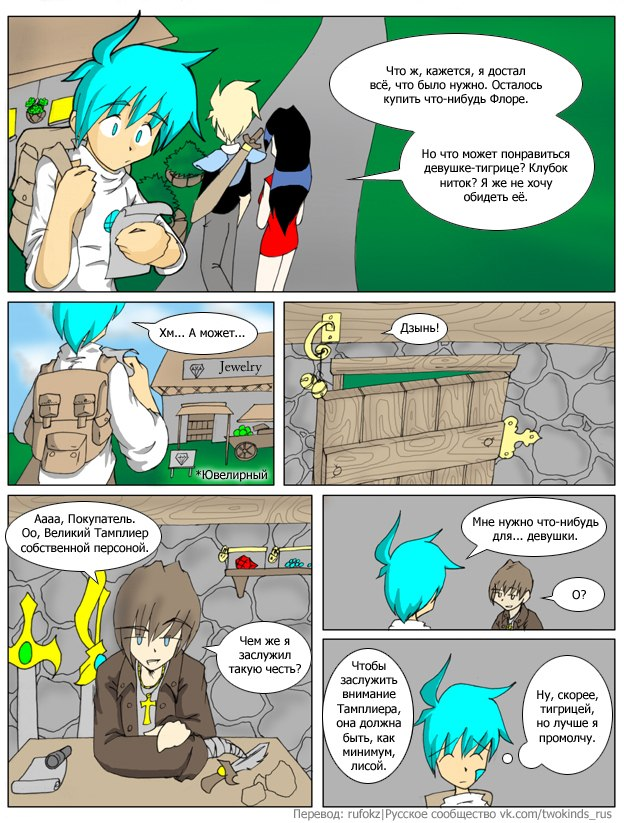 Что ж, кажется, я достал
всё, что было нужно. Осталось
купить что-нибудь Флоре.
Но что может понравиться
девушке-тигрице? Клубок
ниток? Я же не хочу
обидеть её.
Хм... А может...
Jewelry
*Ювелирный
Дзынь!
Аааа, Покупатель.
Оо, Великий Тамплиер
собственной персоной.
Чем же я
заслужил
такую честь?
Мне нужно что-нибудь
для... девушки.
О?
Чтобы
заслужить
внимание
Тамплиера,
она должна
быть, как
минимум,
лисой.
Ну, скорее,
тигрицей,
но лучше я
промолчу.
Перевод: rufokz|Русское сообщество vk.com/twokinds_rus